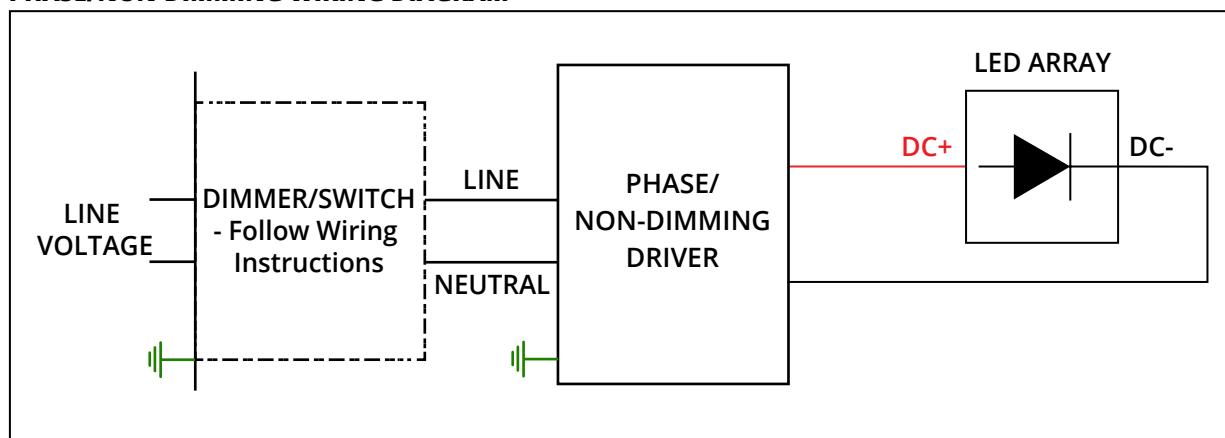 LED ARRAY
DC+
DC-
LINE
VOLTAGE
DIMMER/SWITCH
- Follow Wiring
Instructions
LINE
NEUTRAL
PHASE/
NON-DIMMING
DRIVER